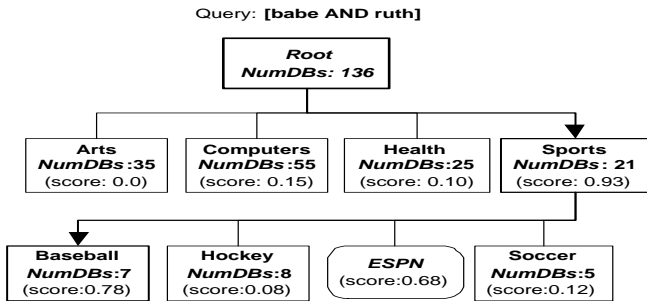 Query: [babe AND ruth]
Root
NumDBs: 136
Arts
NumDBs:35
(score: 0.0)
Computers
NumDBs:55
(score: 0.15)
Health
NumDBs:25
(score: 0.10)
Sports
NumDBs: 21
(score: 0.93)
Baseball
NumDBs:7
(score:0.78)
Hockey
NumDBs:8
(score:0.08)
ESPN
(score:0.68)
Soccer
NumDBs:5
(score:0.12)